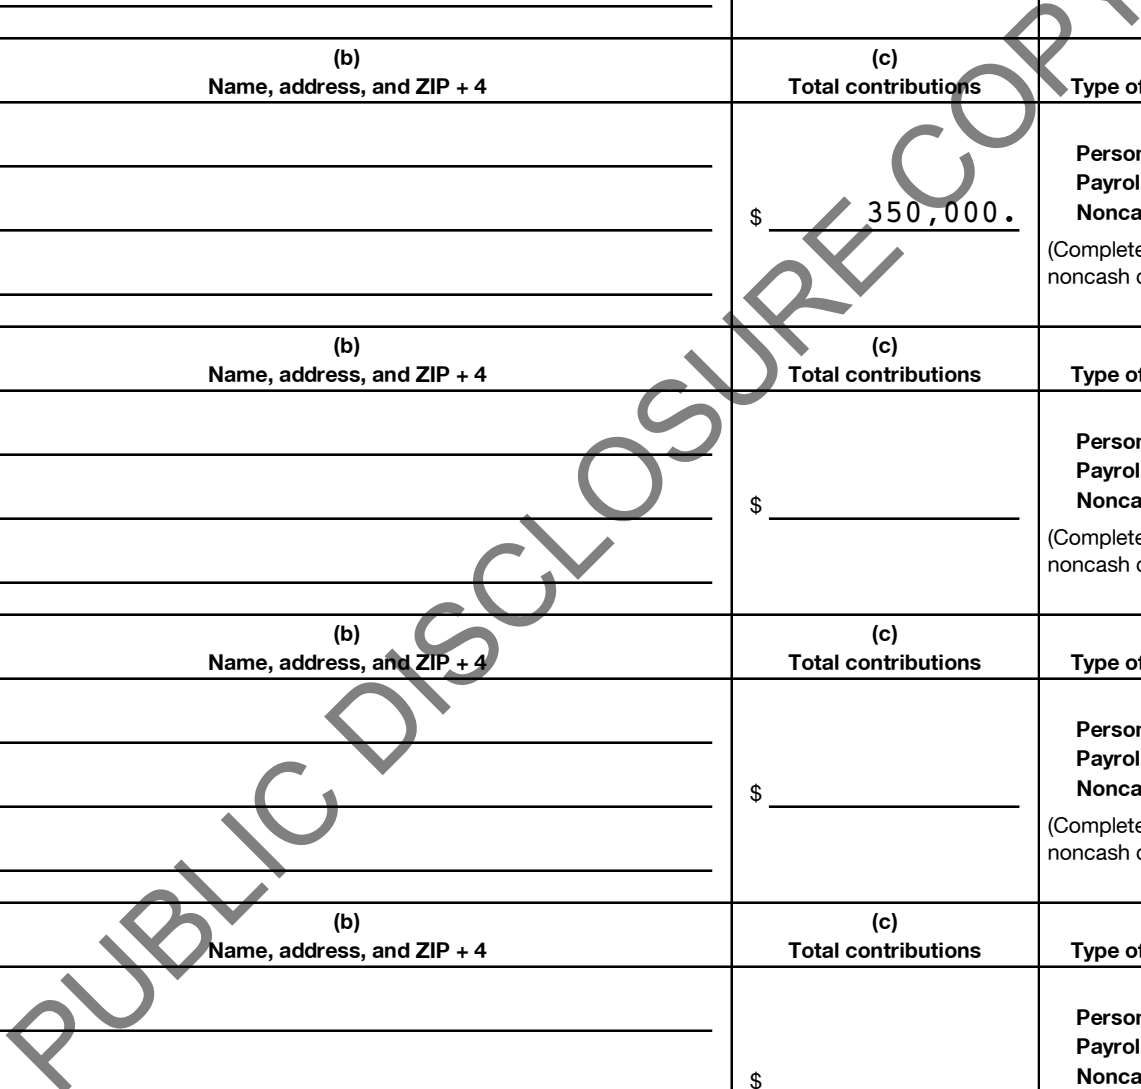 (b) (c)
Name, address, and ZIP + 4 Total contributions Type of
Person
Payrol
$ 350,000. Nonca
(Complete
noncash c
(b) (c)
Name, address, and ZIP + 4 Total contributions Type of
Person
Payrol
$ Nonca
(Complete
noncash c
(b) (c)
Name, address, and ZIP + 4 Total contributions Type of
Person
Payrol
$ Nonca
(Complete
noncash c
(b) (c)
Name, address, and ZIP + 4 Total contributions Type of
Person
Payrol
$ Nonca
PUBLIC DISCLOSURE COPY